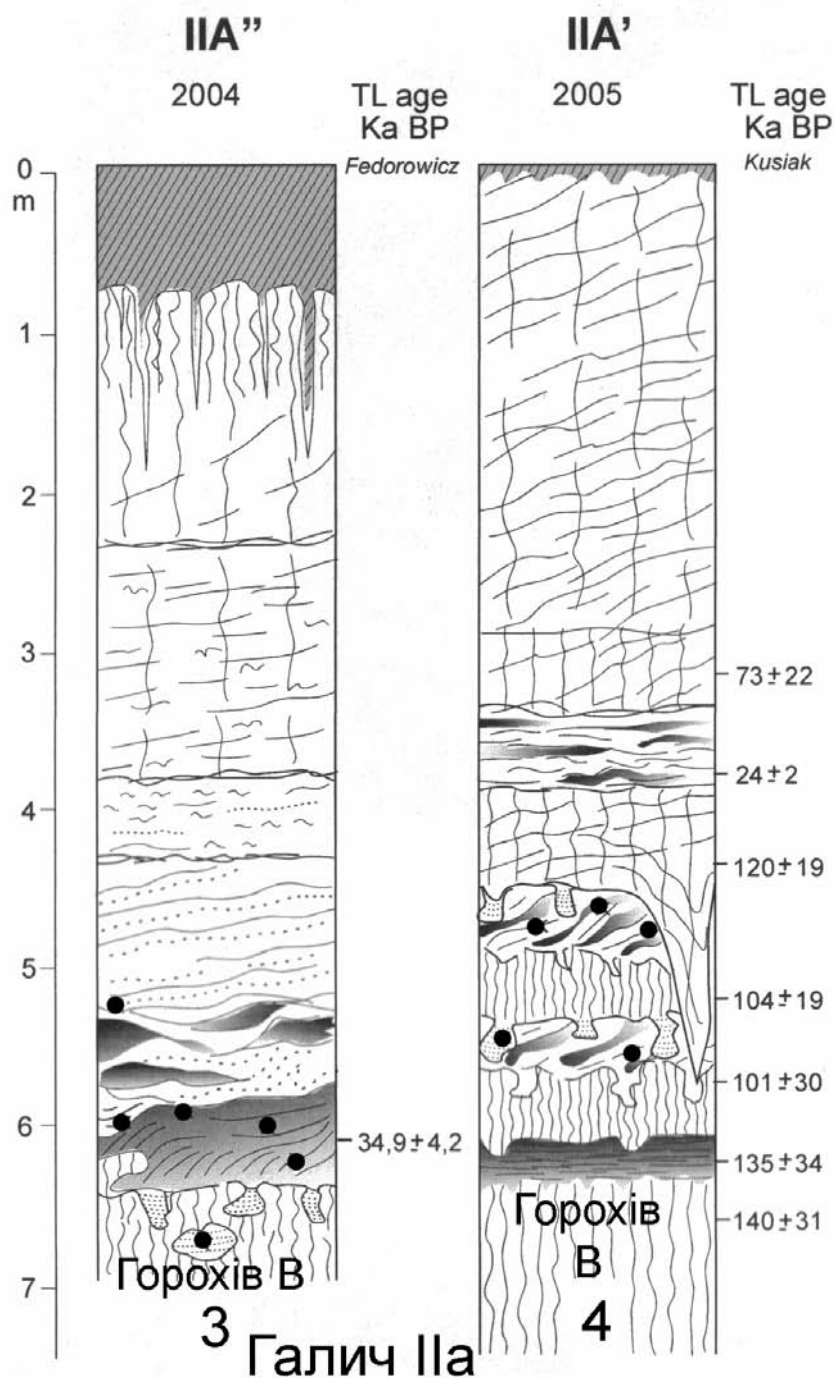 IIA” IIA’
2004 TL age 2005 TL age
Ka BP Ka BP
Fedorowicz Kusiak
0
m
1
2
3
73±22
24±2
4
120±19
5
104±19
101±30
6
34,9±4,2
135±34
140±31
Горохів В Горохів
В
7
3 4
Галич ІІа